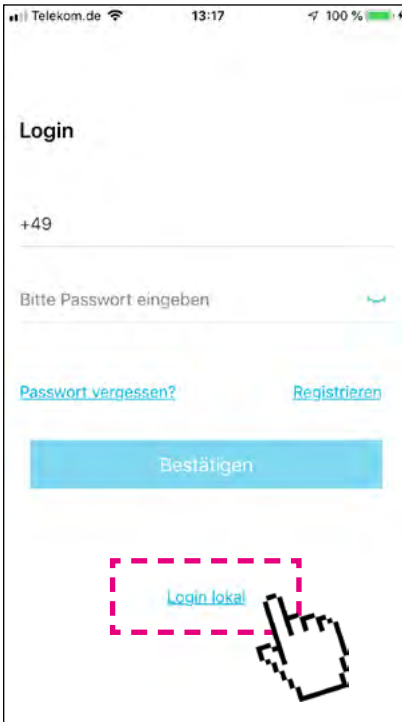 Telekom.de 13:17 100 %
Login
+49
Bitte Passwort eingeben
Passwort vergessen? Registrieren
Bestätigen
Login lokal